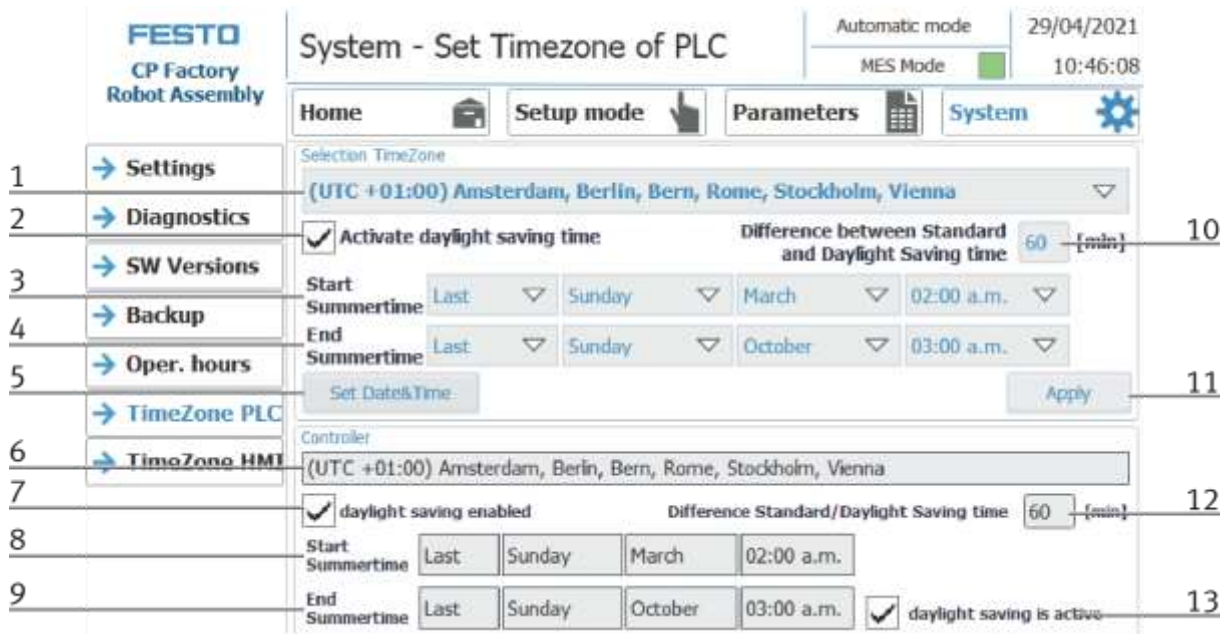 FESTO
CP Factory
Robot Assembly
System - Set Timezone of PLC
Automatic mode
MES Mode
29/04/2021
10:46:08
Home
Setup mode
Parameters
System
Settings
Diagnostics
SW Versions
Backup
Oper. hours
TimeZone PLC
TimeZone HMI
Selection TimeZone
1
(UTC +01:00) Amsterdam, Berlin, Bern, Rome, Stockholm, Vienna
2
Activate daylight saving time
Difference between Standard
and Daylight Saving time
60 [min]
10
3
Start
Summertime
Last Sunday March 02:00 a.m.
4
End
Summertime
Last Sunday October 03:00 a.m.
5
Set Date&Time
Apply
11
Controller
6
(UTC +01:00) Amsterdam, Berlin, Bern, Rome, Stockholm, Vienna
7
daylight saving enabled
Difference Standard/Daylight Saving time 60 [min]
12
8
Start
Summertime
Last Sunday March 02:00 a.m.
9
End
Summertime
Last Sunday October 03:00 a.m.
daylight saving is active
13